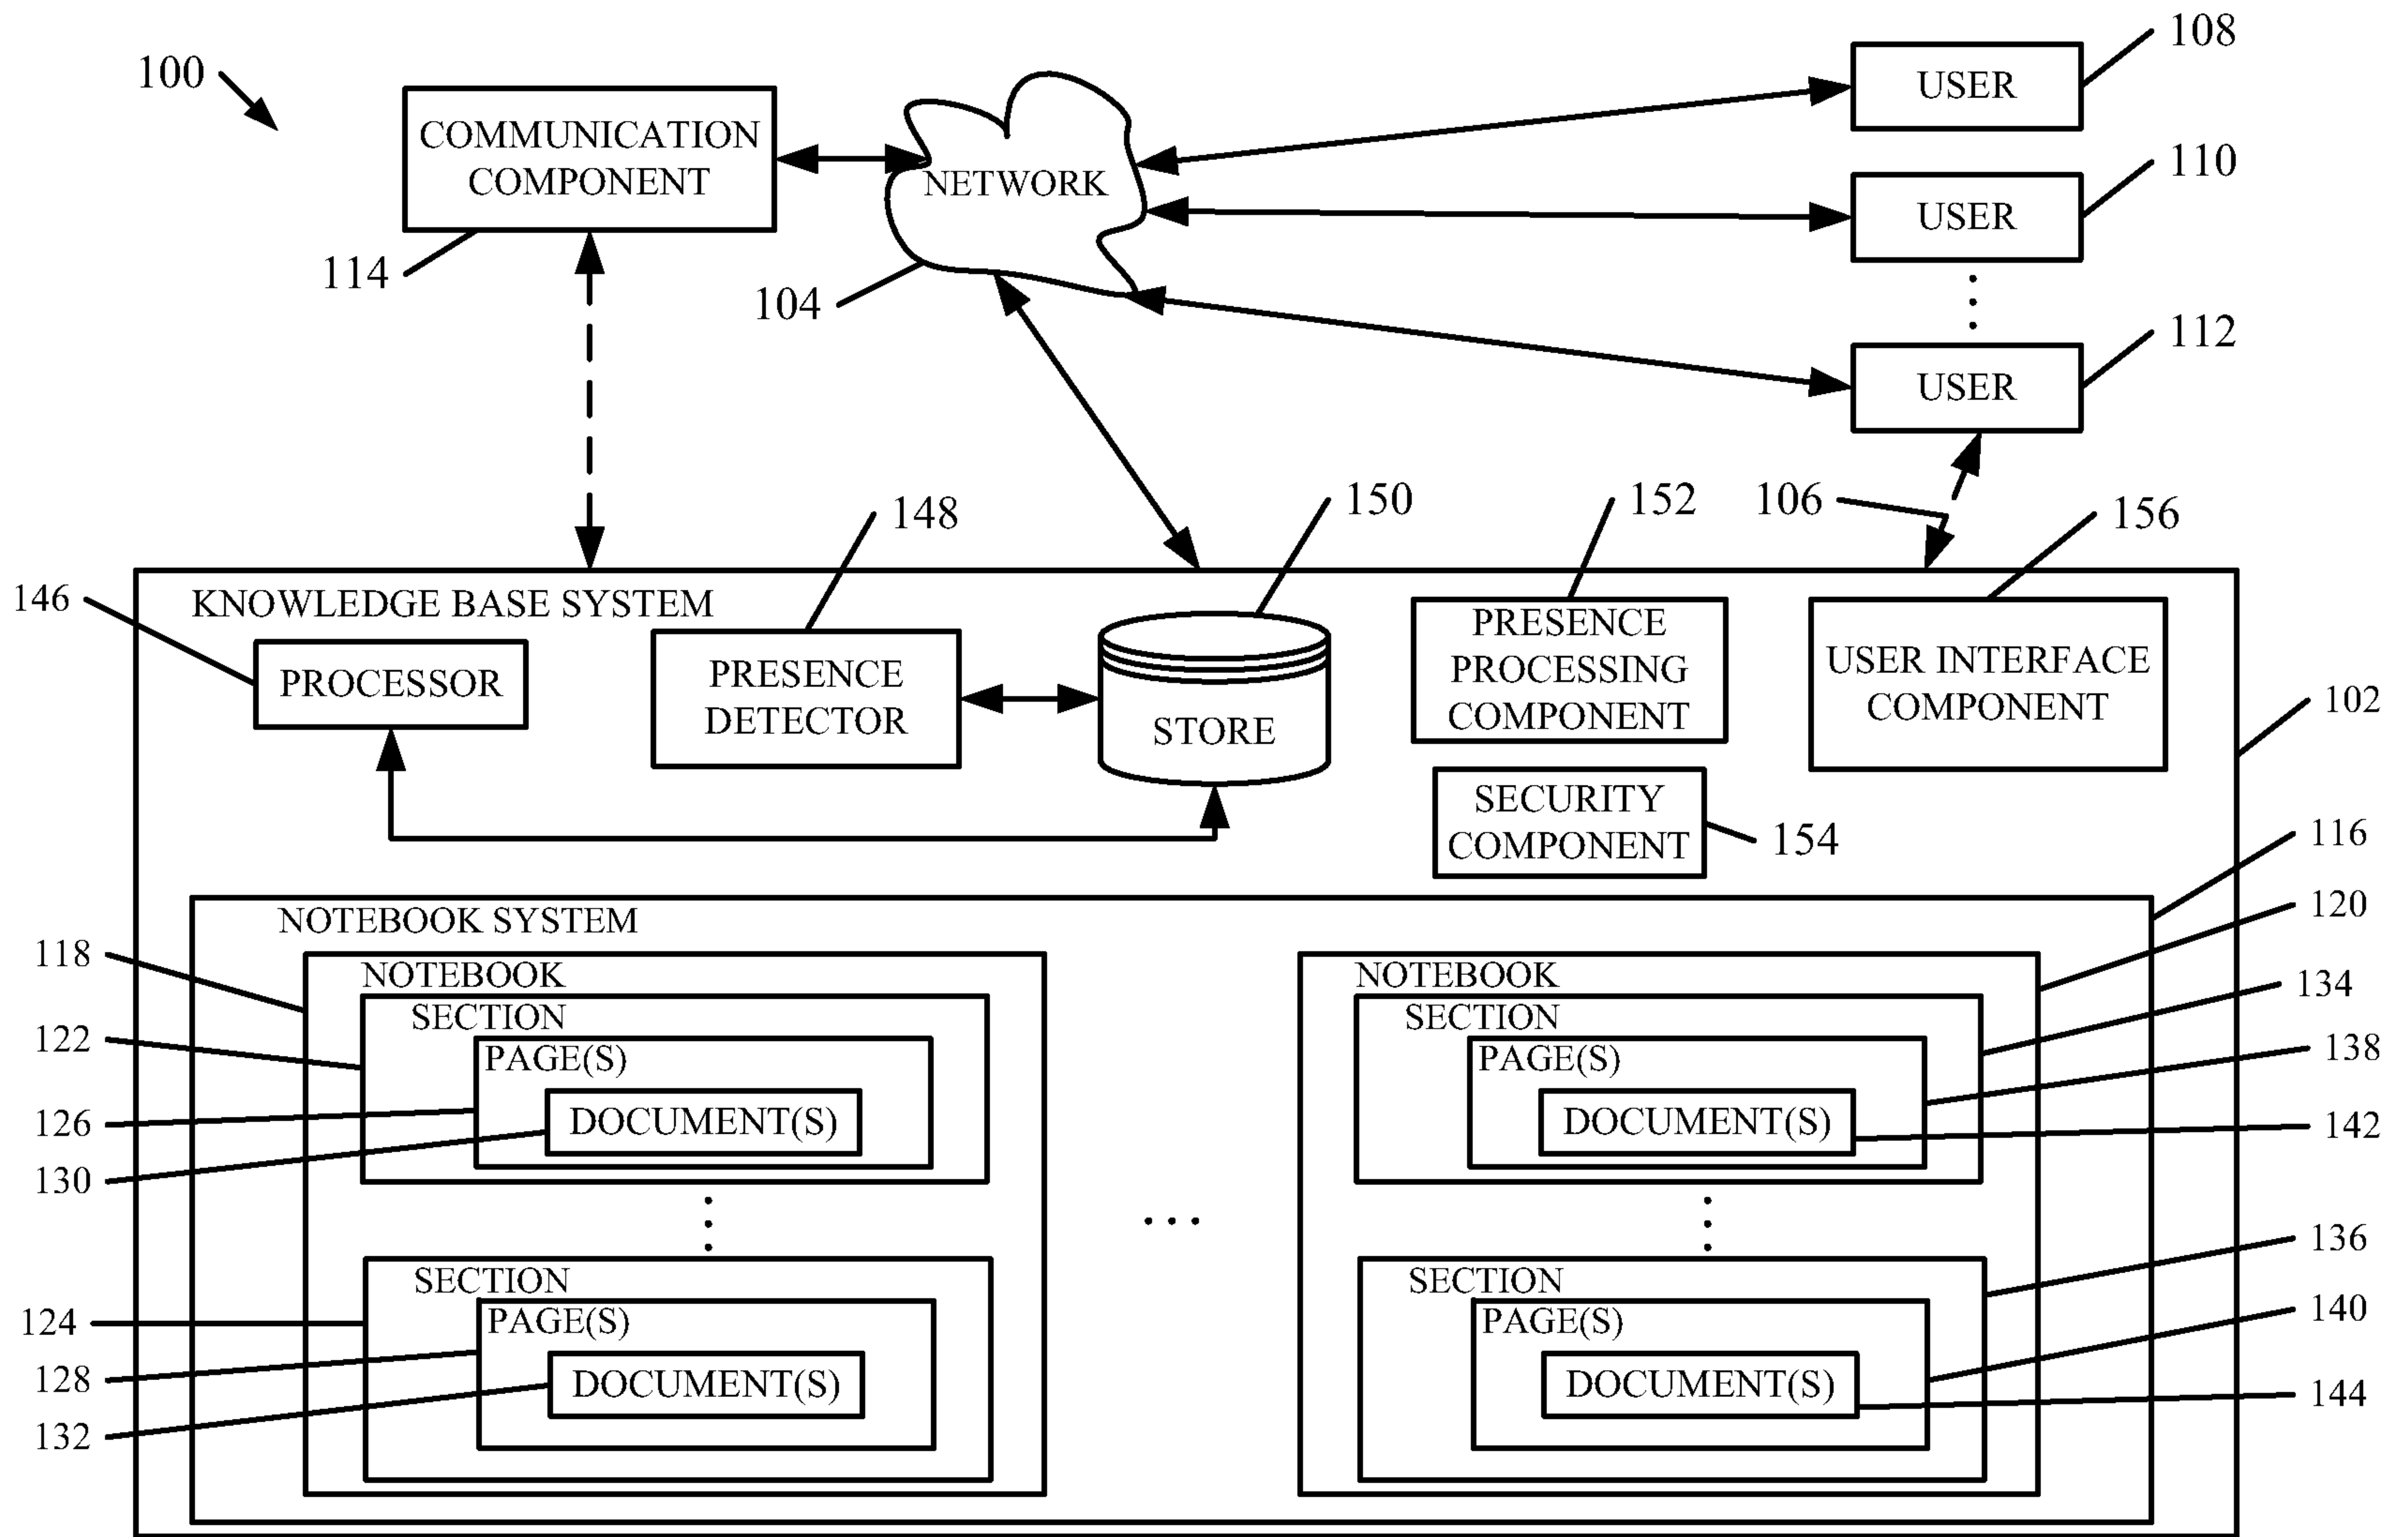 100
COMMUNICATION
COMPONENT
114
NETWORK
104
USER
108
USER
110
USER
112
106
KNOWLEDGE BASE SYSTEM
146
PROCESSOR
148
PRESENCE
DETECTOR
150
STORE
152
PRESENCE
PROCESSING
COMPONENT
156
USER INTERFACE
COMPONENT
102
SECURITY
COMPONENT
154
116
NOTEBOOK SYSTEM
120
118
NOTEBOOK
122
SECTION
PAGE(S)
126
DOCUMENT(S)
130
SECTION
124
PAGE(S)
128
DOCUMENT(S)
132
...
NOTEBOOK
134
SECTION
138
PAGE(S)
DOCUMENT(S)
142
136
SECTION
140
PAGE(S)
DOCUMENT(S)
144